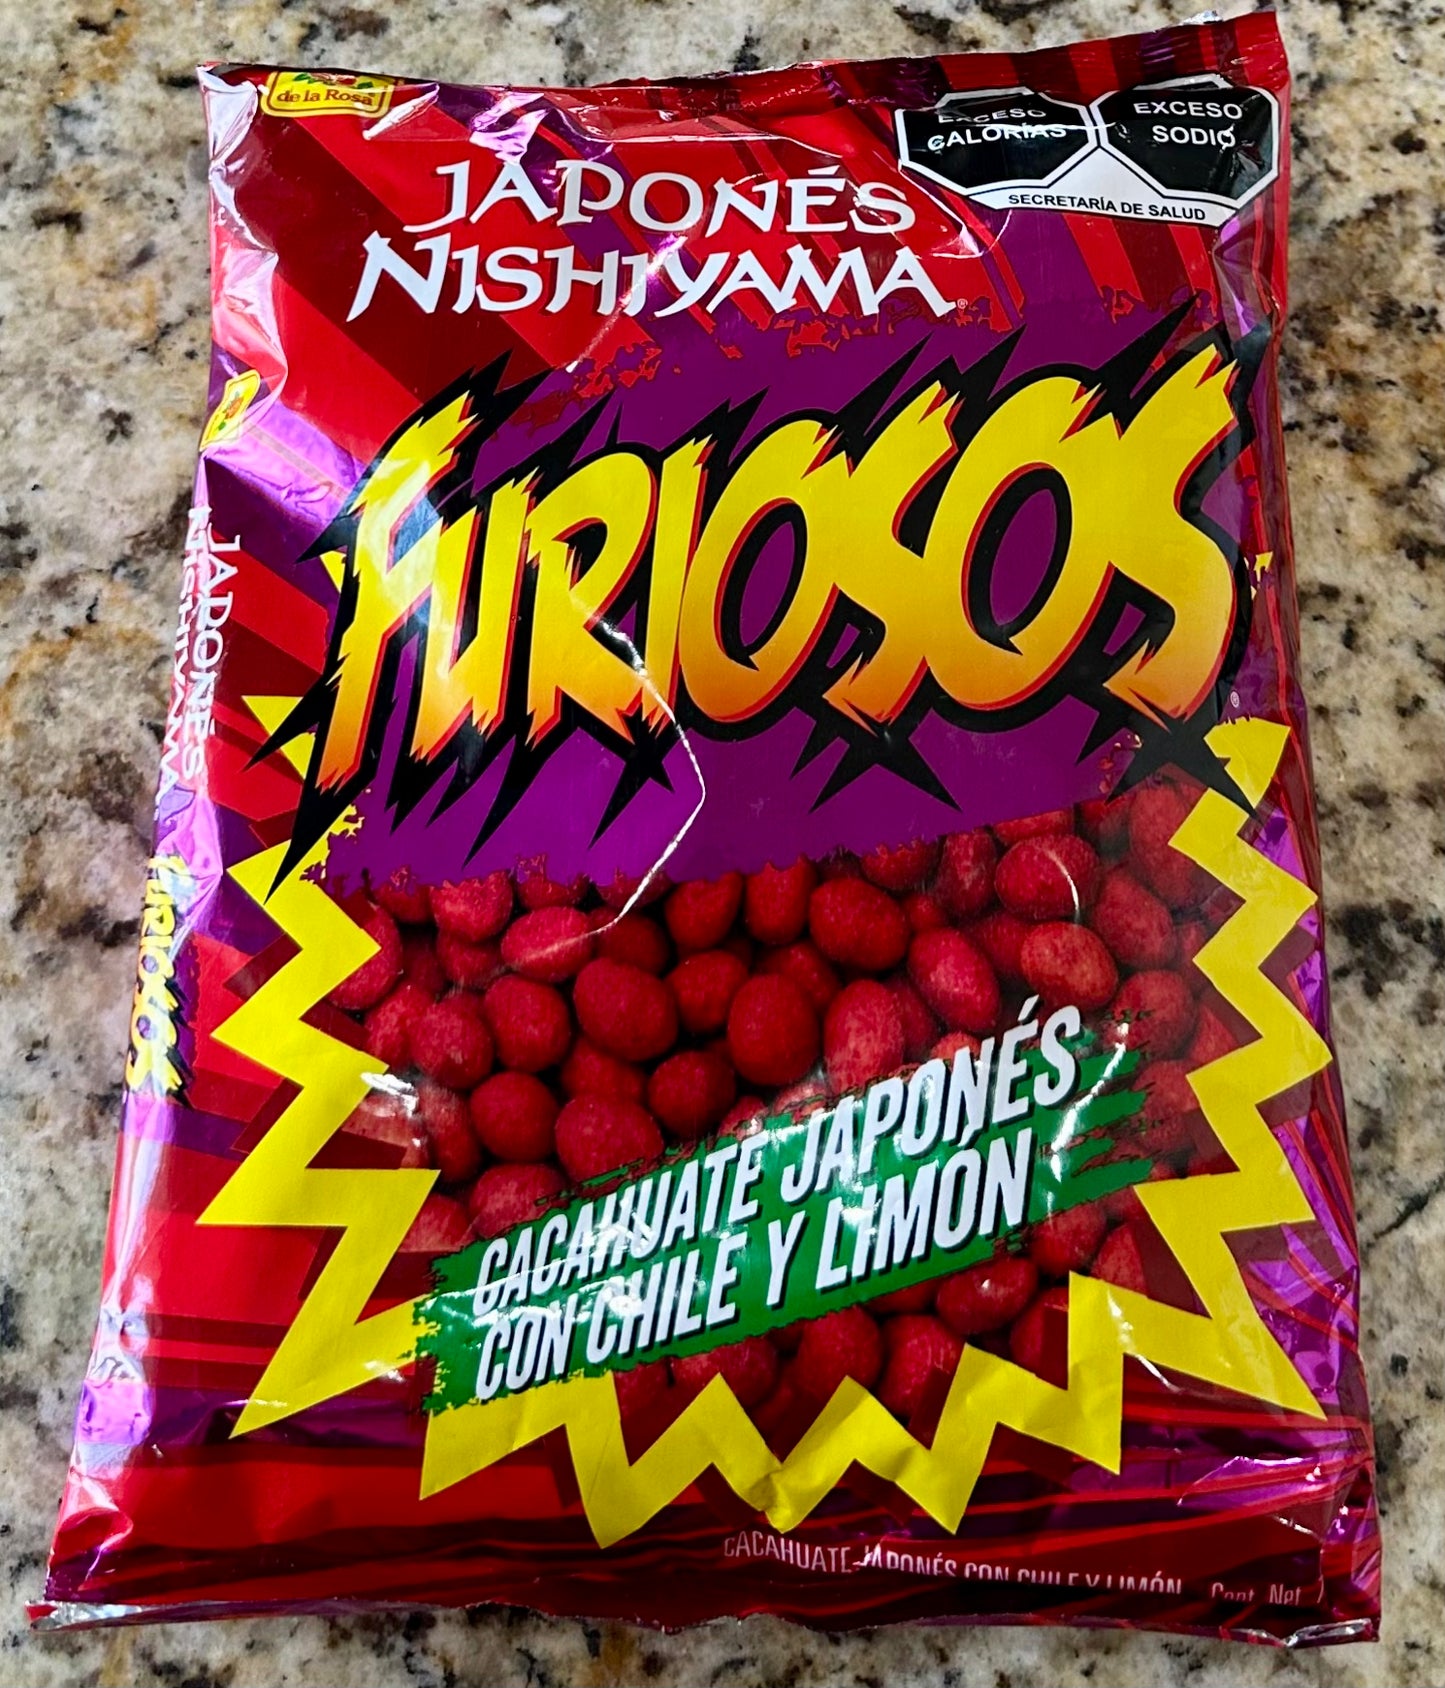 de la Rosa
EXCESO
CALORÍAS
EXCESO
SODIO
SECRETARÍA DE SALUD
JAPONÉS
NISHIYAMA®
FURIOSOS®
JAPONÉS
NISHIYAMA
FURIOSOS
CACAHUATE JAPONÉS
CON CHILE Y LIMÓN
CACAHUATE JAPONÉS CON CHILE Y LIMÓN Cont. Net